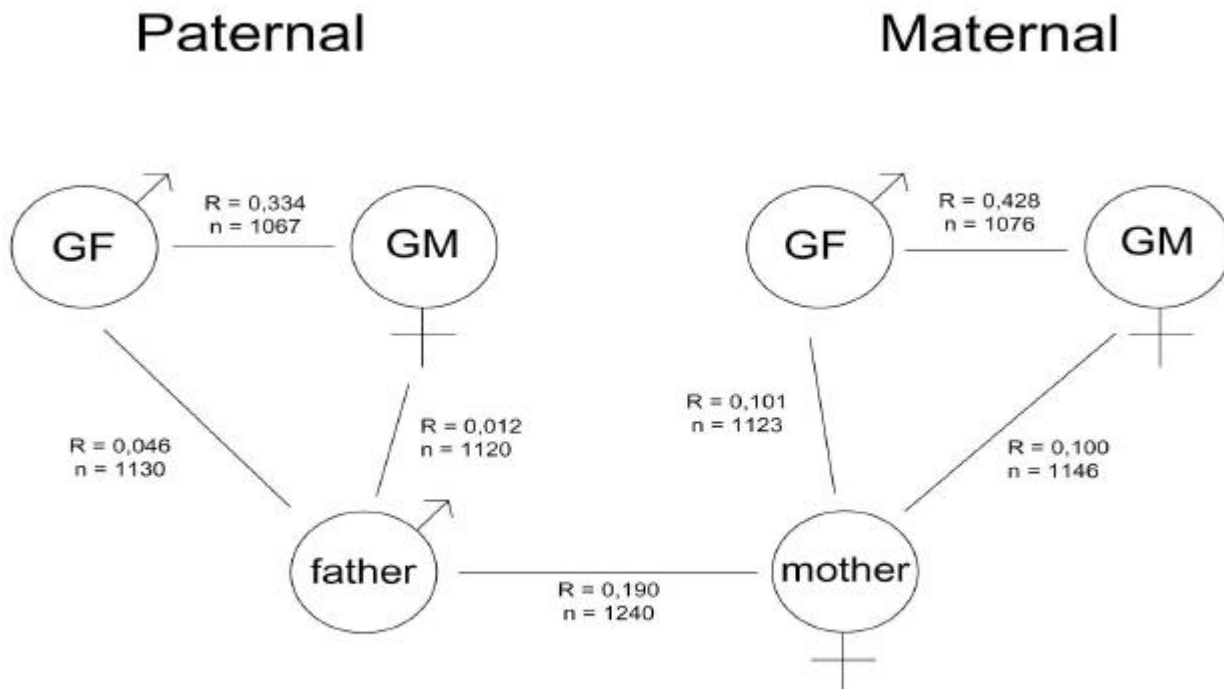 Paternal
Maternal
GF
R = 0,334
n = 1067
GM
GF
R = 0,428
n = 1076
GM
R = 0,046
n = 1130
R = 0,012
n = 1120
R = 0,101
n = 1123
R = 0,100
n = 1146
father
R = 0,190
n = 1240
mother